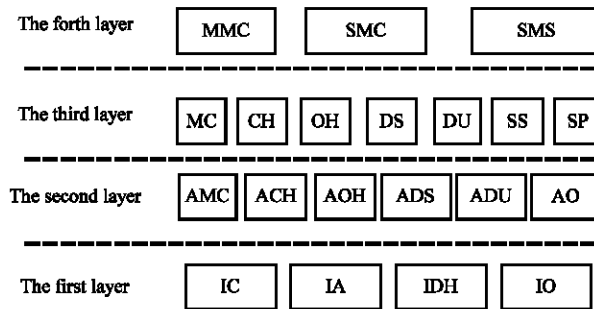 The forth layer MMC SMC SMS
The third layer MC CH OH DS DU SS SP
The second layer AMC ACH AOH ADS ADU AO
The first layer IC IA IDH IO